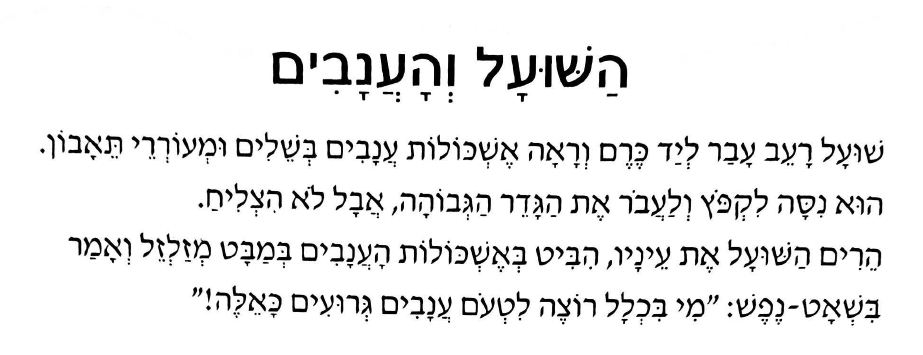 הַשּׁוּעָל וְהָעֲנָבִים
שׁוּעָל רָעֵב עָבַר לְיַד כֶּרֶם וְרָאָה אֶשְׁכּוֹלוֹת עֲנָבִים בְּשֵׁלִים וּמְעוֹרְרֵי תֵּאָבוֹן.
הוּא נִסָּה לִקְפֹּץ וְלַעֲבֹר אֶת הַגָּדֵר הַגְּבוֹהָה, אֲבָל לֹא הִצְלִיחַ.
הֵרִים הַשּׁוּעָל אֶת עֵינָיו, הִבִּיט בְּאֶשְׁכּוֹלוֹת הָעֲנָבִים בְּמַבָּט מְזַלְזֵל וְאָמַר
בִּשְׁאָט-נֶפֶשׁ: "מִי בִּכְלָל רוֹצֶה לִטְעֹם עֲנָבִים גְּרוּעִים כָּאֵלֶּה!"